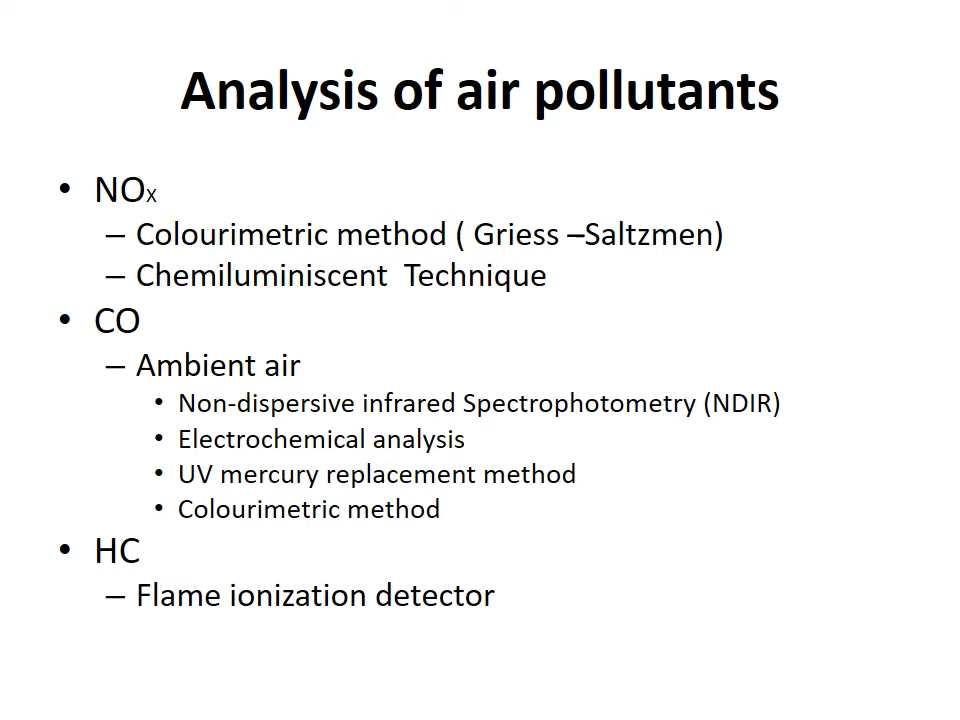 Analysis of air pollutants
• NOx
– Colourimetric method ( Griess –Saltzmen)
– Chemiluminiscent Technique
• CO
– Ambient air
• Non-dispersive infrared Spectrophotometry (NDIR)
• Electrochemical analysis
• UV mercury replacement method
• Colourimetric method
• HC
– Flame ionization detector